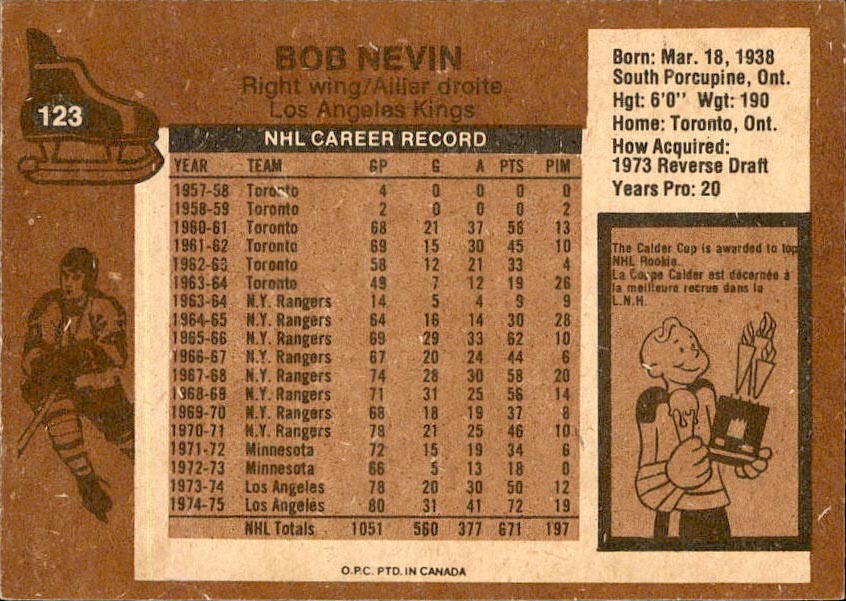 123
BOB NEVIN
Right wing/Ailier droite
Los Angeles Kings
NHL CAREER RECORD
YEAR TEAM GP G A PTS PIM
1957-58 Toronto 4 0 0 0 0
1958-59 Toronto 2 0 0 0 2
1960-61 Toronto 68 21 37 58 13
1961-62 Toronto 69 15 30 45 10
1962-63 Toronto 58 12 21 33 4
1963-64 Toronto 49 7 12 19 26
1963-64 N.Y. Rangers 14 5 4 9 9
1964-65 N.Y. Rangers 64 16 14 30 28
1965-66 N.Y. Rangers 69 29 33 62 10
1966-67 N.Y. Rangers 67 20 24 44 6
1967-68 N.Y. Rangers 74 28 30 58 20
1968-69 N.Y. Rangers 71 31 25 56 14
1969-70 N.Y. Rangers 68 18 19 37 8
1970-71 N.Y. Rangers 78 21 25 46 10
1971-72 Minnesota 72 15 19 34 6
1972-73 Minnesota 66 5 13 18 0
1973-74 Los Angeles 78 20 30 50 12
1974-75 Los Angeles 80 31 41 72 19
NHL Totals 1051 560 377 671 197
O.P.C. PTD. IN CANADA
Born: Mar. 18, 1938
South Porcupine, Ont.
Hgt: 6'0" Wgt: 190
Home: Toronto, Ont.
How Acquired:
1973 Reverse Draft
Years Pro: 20
The Calder Cup is awarded to top
NHL Rookie.
La Coupe Calder est décernée à
la meilleure recrue dans la
L.N.H.